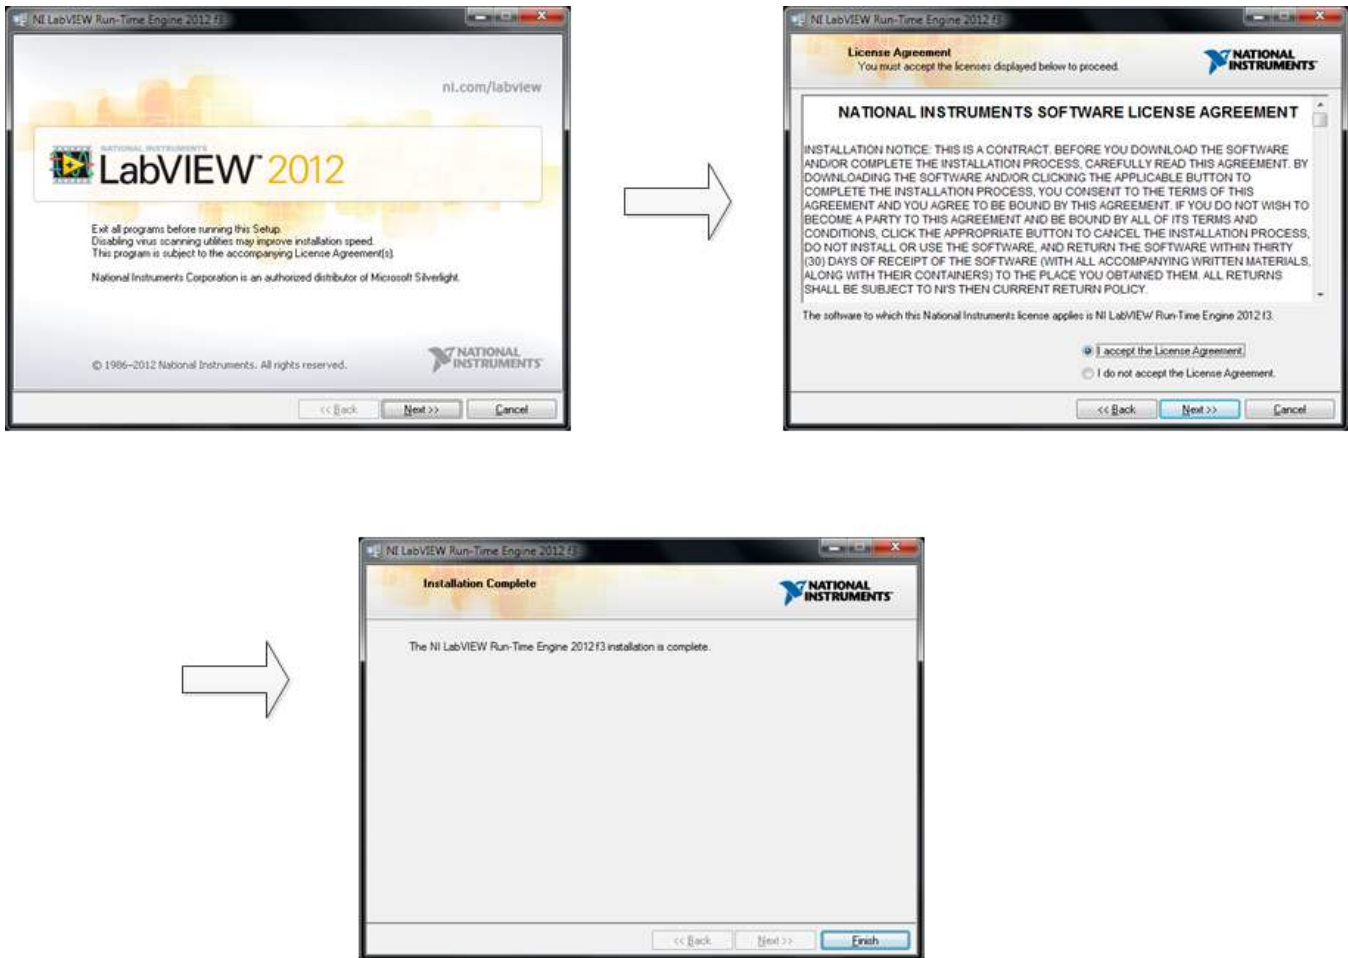 NI LabVIEW Run-Time Engine 2012 f3
ni.com/labview
NATIONAL INSTRUMENTS
LabVIEW™ 2012
Exit all programs before running this Setup.
Disabling virus scanning utilities may improve installation speed.
This program is subject to the accompanying License Agreement(s).
National Instruments Corporation is an authorized distributor of Microsoft Silverlight.
© 1986–2012 National Instruments. All rights reserved.
NATIONAL
INSTRUMENTS
<< Back Next >> Cancel
NI LabVIEW Run-Time Engine 2012 f3
License Agreement
You must accept the licenses displayed below to proceed.
NATIONAL
INSTRUMENTS
NATIONAL INSTRUMENTS SOFTWARE LICENSE AGREEMENT
INSTALLATION NOTICE: THIS IS A CONTRACT. BEFORE YOU DOWNLOAD THE SOFTWARE
AND/OR COMPLETE THE INSTALLATION PROCESS, CAREFULLY READ THIS AGREEMENT. BY
DOWNLOADING THE SOFTWARE AND/OR CLICKING THE APPLICABLE BUTTON TO
COMPLETE THE INSTALLATION PROCESS, YOU CONSENT TO THE TERMS OF THIS
AGREEMENT AND YOU AGREE TO BE BOUND BY THIS AGREEMENT. IF YOU DO NOT WISH TO
BECOME A PARTY TO THIS AGREEMENT AND BE BOUND BY ALL OF ITS TERMS AND
CONDITIONS, CLICK THE APPROPRIATE BUTTON TO CANCEL THE INSTALLATION PROCESS,
DO NOT INSTALL OR USE THE SOFTWARE, AND RETURN THE SOFTWARE WITHIN THIRTY
(30) DAYS OF RECEIPT OF THE SOFTWARE (WITH ALL ACCOMPANYING WRITTEN MATERIALS,
ALONG WITH THEIR CONTAINERS) TO THE PLACE YOU OBTAINED THEM. ALL RETURNS
SHALL BE SUBJECT TO NI'S THEN CURRENT RETURN POLICY.
The software to which this National Instruments license applies is NI LabVIEW Run-Time Engine 2012 f3.
I accept the License Agreement.
I do not accept the License Agreement.
<< Back Next >> Cancel
NI LabVIEW Run-Time Engine 2012 f3
Installation Complete
NATIONAL
INSTRUMENTS
The NI LabVIEW Run-Time Engine 2012 f3 installation is complete.
<< Back Next >> Finish